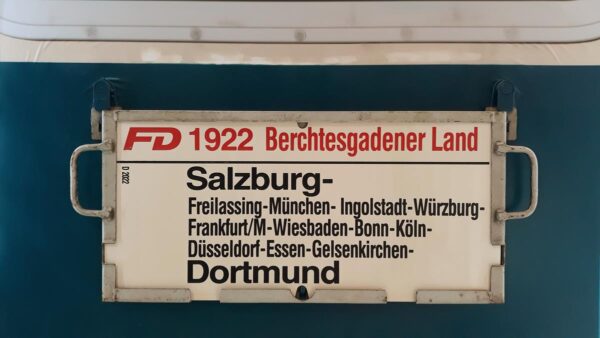 FD 1922 Berchtesgadener Land
D 2022
Salzburg-
Freilassing-München- Ingolstadt-Würzburg-
Frankfurt/M-Wiesbaden-Bonn-Köln-
Düsseldorf-Essen-Gelsenkirchen-
Dortmund